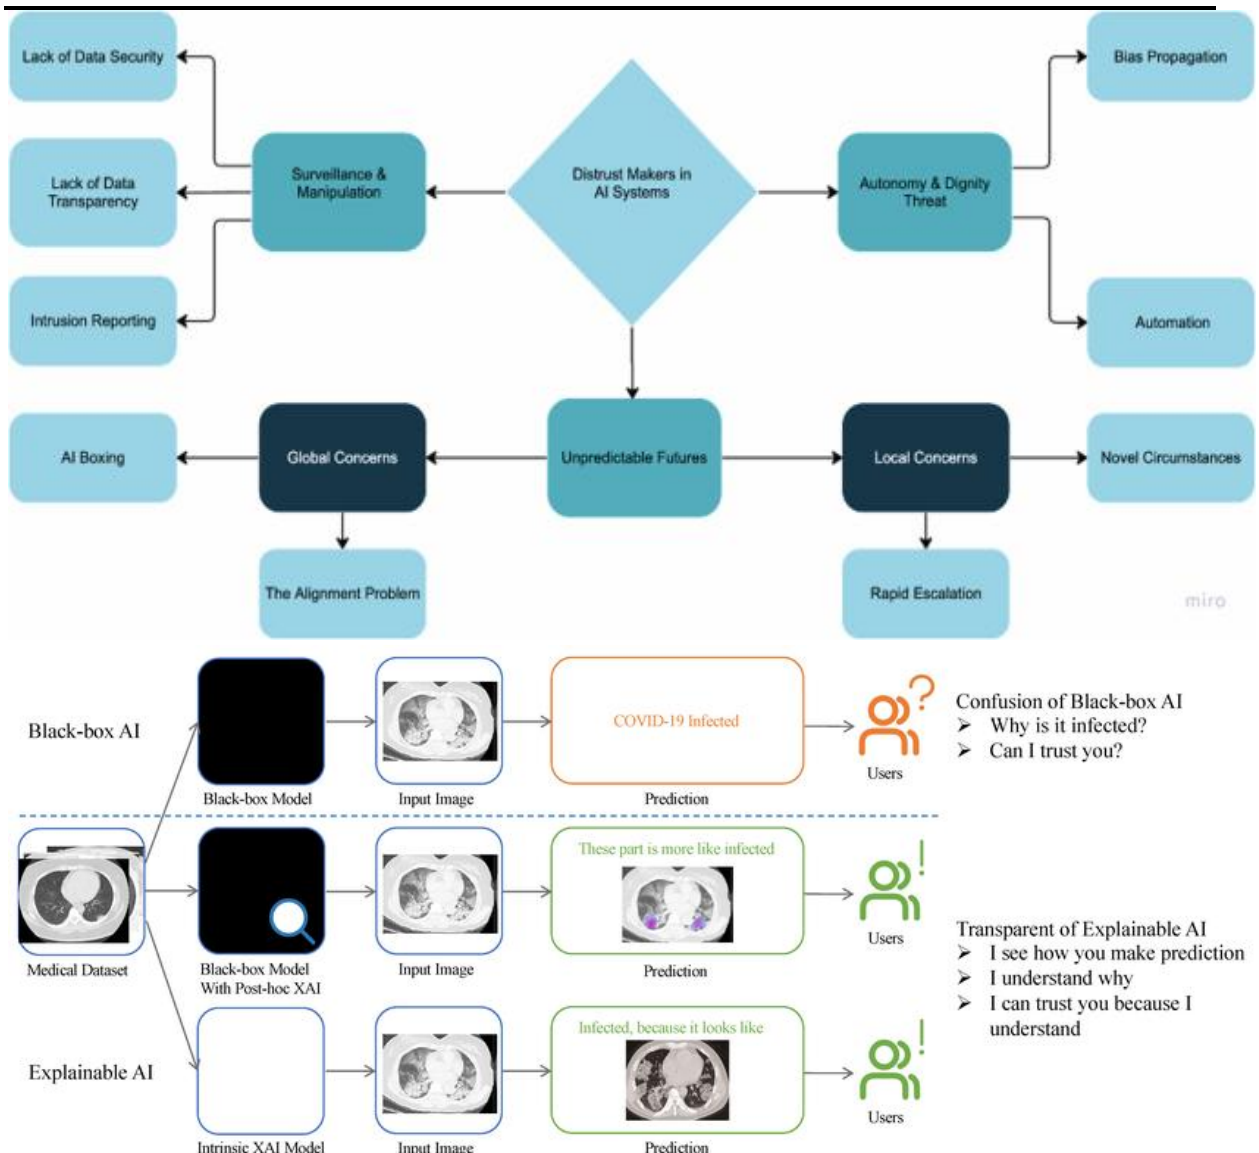 Lack of Data Security
Bias Propagation
Distrust Makers in
AI Systems
Surveillance &
Manipulation
Autonomy & Dignity
Threat
Lack of Data
Transparency
Intrusion Reporting
Automation
AI Boxing
Global Concerns
Unpredictable Futures
Local Concerns
Novel Circumstances
The Alignment Problem
Rapid Escalation
miro
Black-box AI
COVID-19 Infected
Black-box Model
Input Image
Prediction
Users
Confusion of Black-box AI
➤ Why is it infected?
➤ Can I trust you?
Medical Dataset
These part is more like infected
Black-box Model
With Post-hoc XAI
Input Image
Prediction
Users
Transparent of Explainable AI
➤ I see how you make prediction
➤ I understand why
➤ I can trust you because I
understand
Explainable AI
Infected, because it looks like
Intrinsic XAI Model
Input Image
Prediction
Users